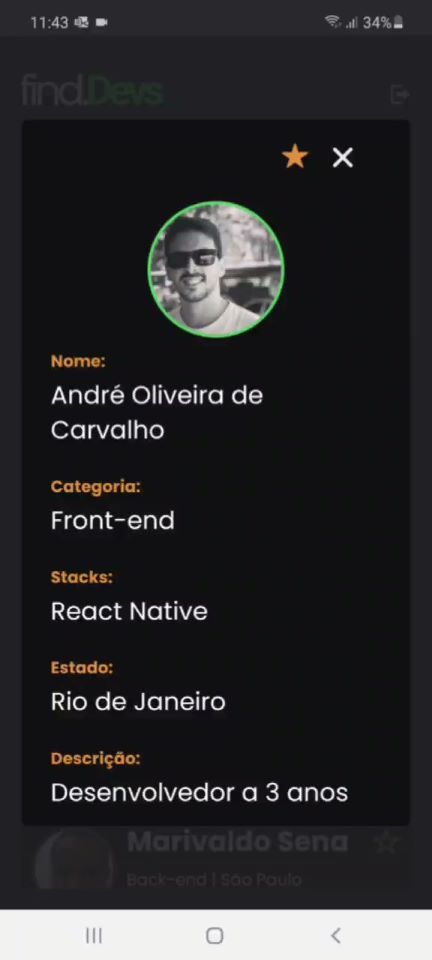 11:43 34%
find.Devs
Nome:
André Oliveira de
Carvalho
Categoria:
Front-end
Stacks:
React Native
Estado:
Rio de Janeiro
Descrição:
Desenvolvedor a 3 anos
Marivaldo Sena
Back-end | São Paulo